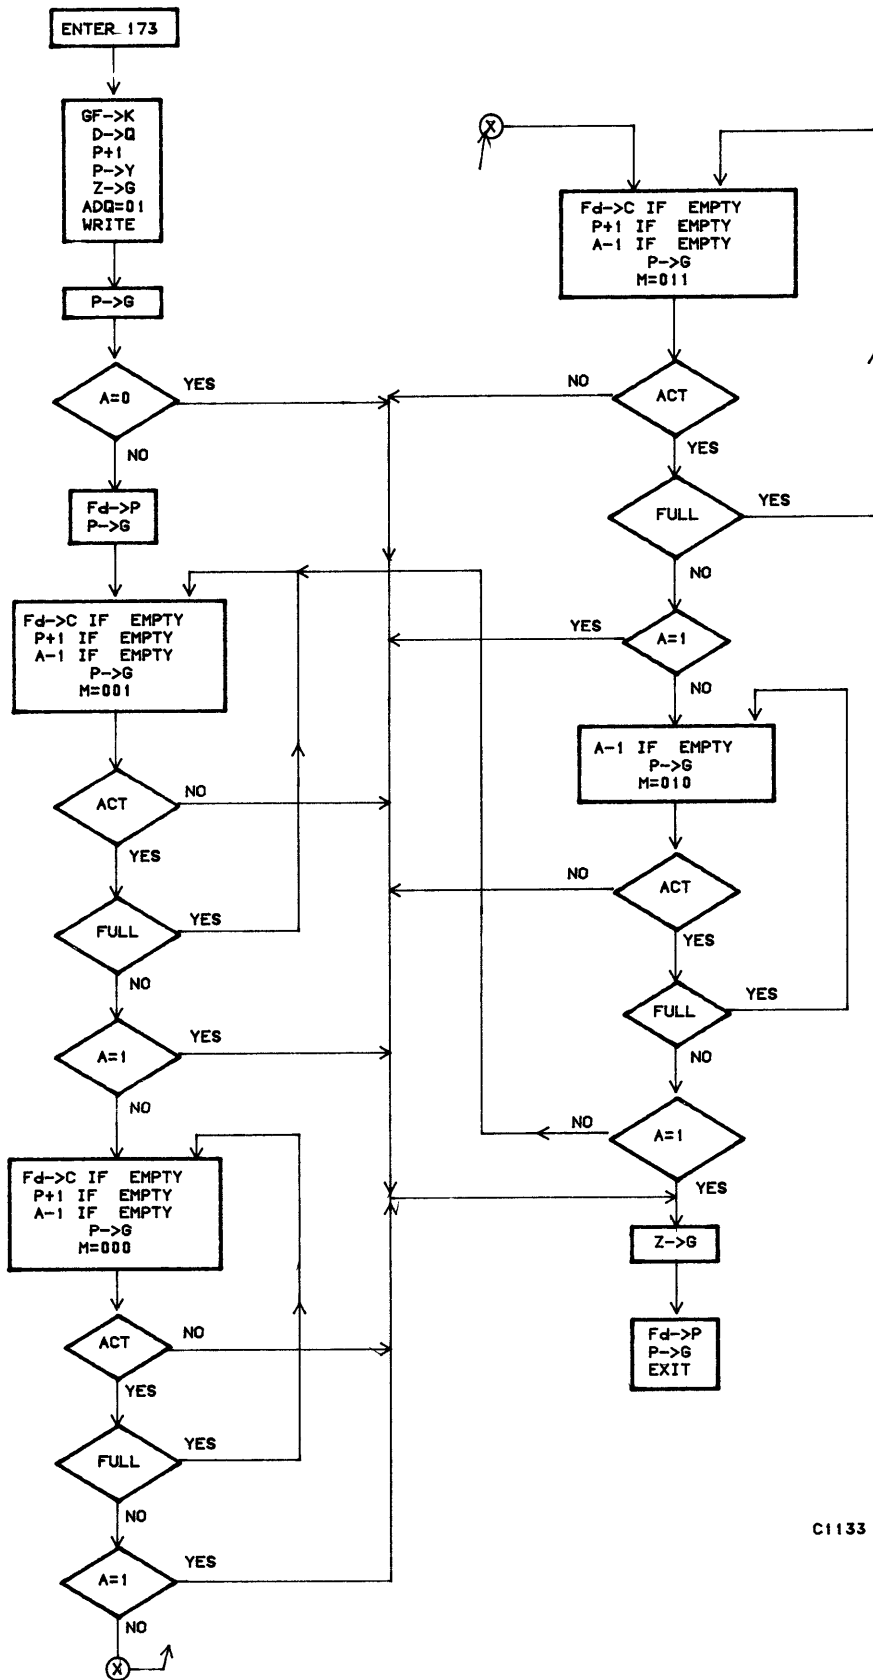 ENTER 173
GF->K
D->Q
P+1
P->Y
Z->G
ADQ=01
WRITE
P->G
A=0
YES
NO
Fd->P
P->G
Fd->C IF EMPTY
P+1 IF EMPTY
A-1 IF EMPTY
P->G
M=001
ACT
NO
YES
FULL
YES
NO
A=1
YES
NO
Fd->C IF EMPTY
P+1 IF EMPTY
A-1 IF EMPTY
P->G
M=000
ACT
NO
YES
FULL
YES
NO
A=1
YES
NO
X
X
Fd->C IF EMPTY
P+1 IF EMPTY
A-1 IF EMPTY
P->G
M=011
ACT
NO
YES
FULL
YES
NO
A=1
YES
NO
A-1 IF EMPTY
P->G
M=010
ACT
NO
YES
FULL
YES
NO
A=1
NO
YES
Z->G
Fd->P
P->G
EXIT
C1133